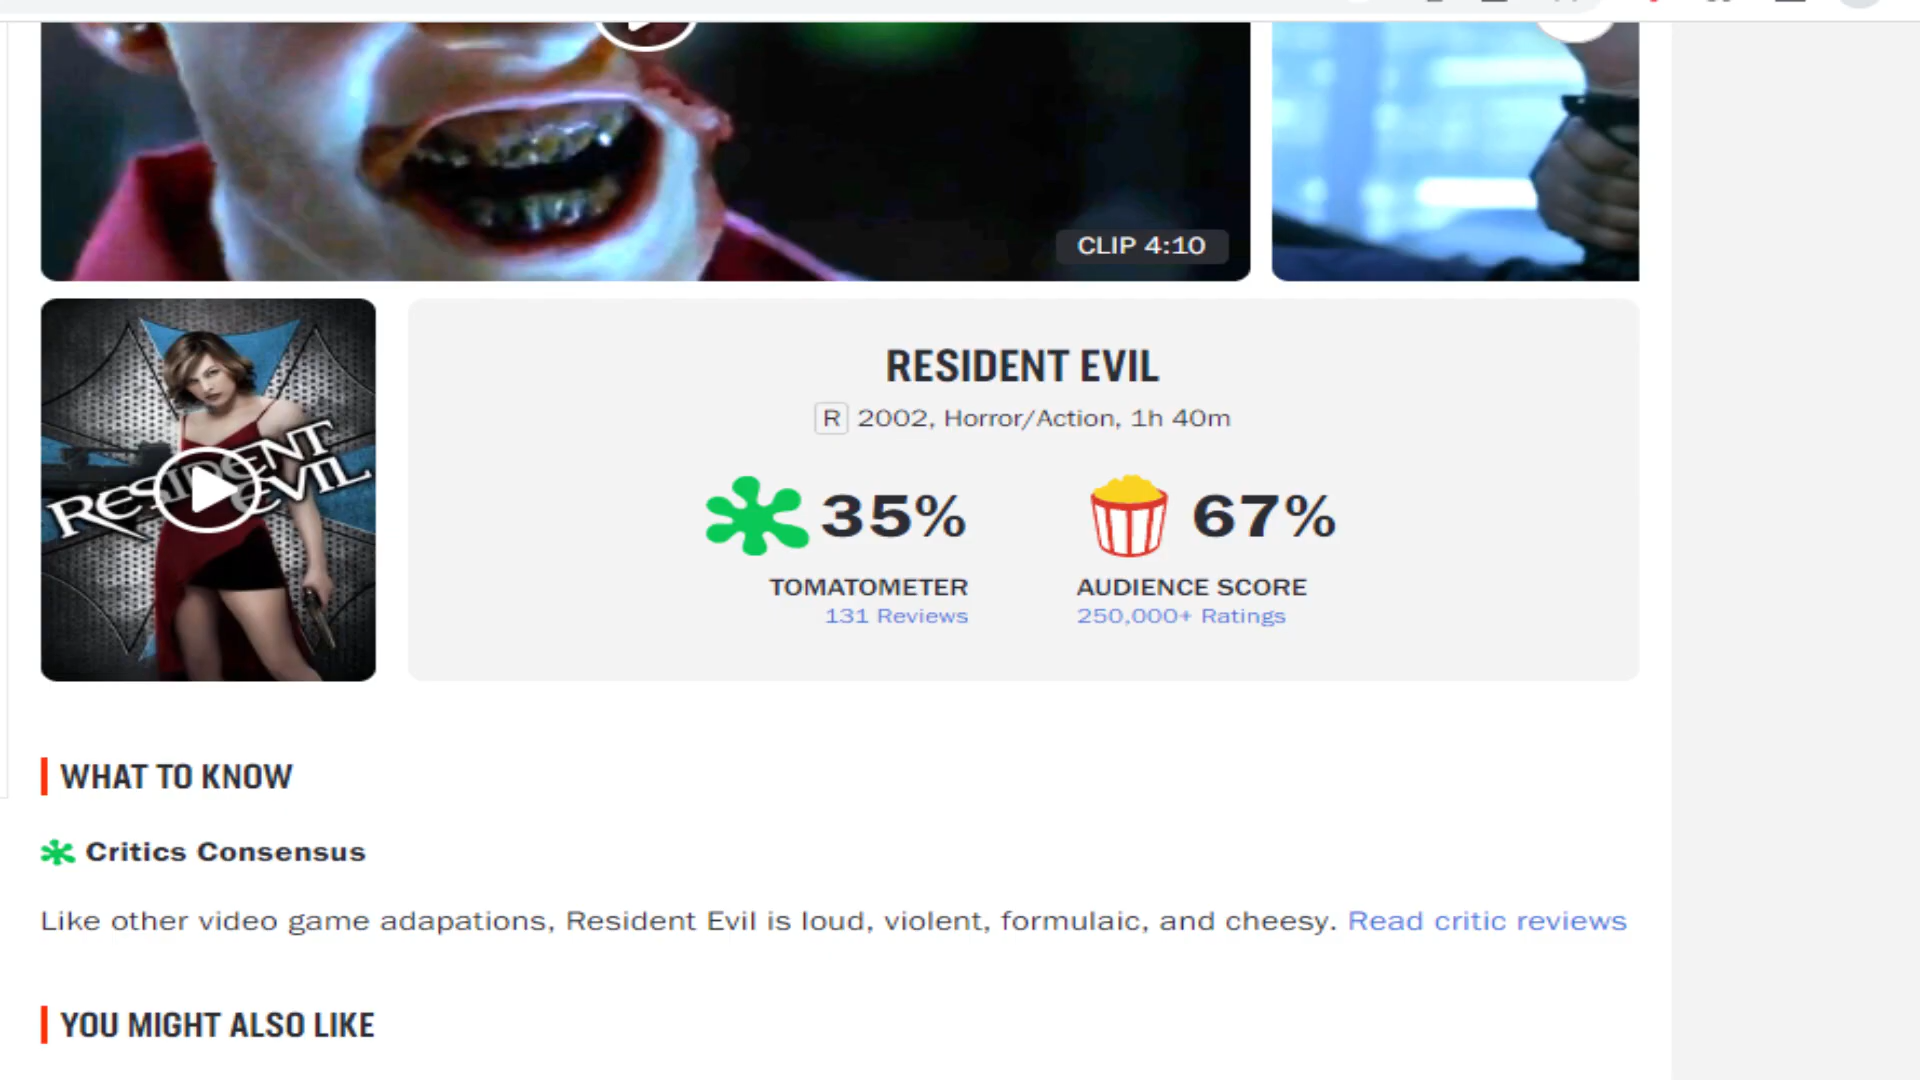 CLIP 4:10
RESIDENT EVIL
RESIDENT EVIL
R 2002, Horror/Action, 1h 40m
35%
67%
TOMATOMETER
AUDIENCE SCORE
131 Reviews
250,000+ Ratings
WHAT TO KNOW
Critics Consensus
Like other video game adapations, Resident Evil is loud, violent, formulaic, and cheesy. Read critic reviews
YOU MIGHT ALSO LIKE